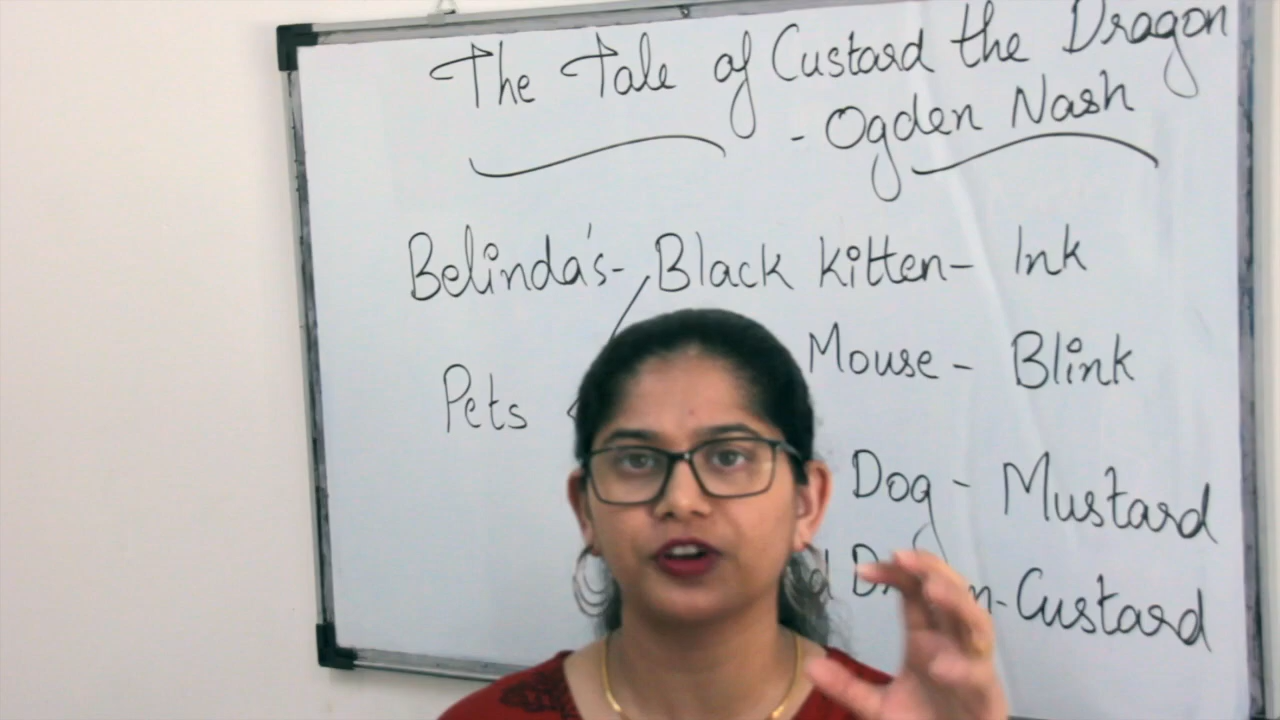 The Tale of Custard the Dragon
- Ogden Nash
Belinda's- Black kitten- Ink
Mouse - Blink
Pets
Dog - Mustard
-Custard